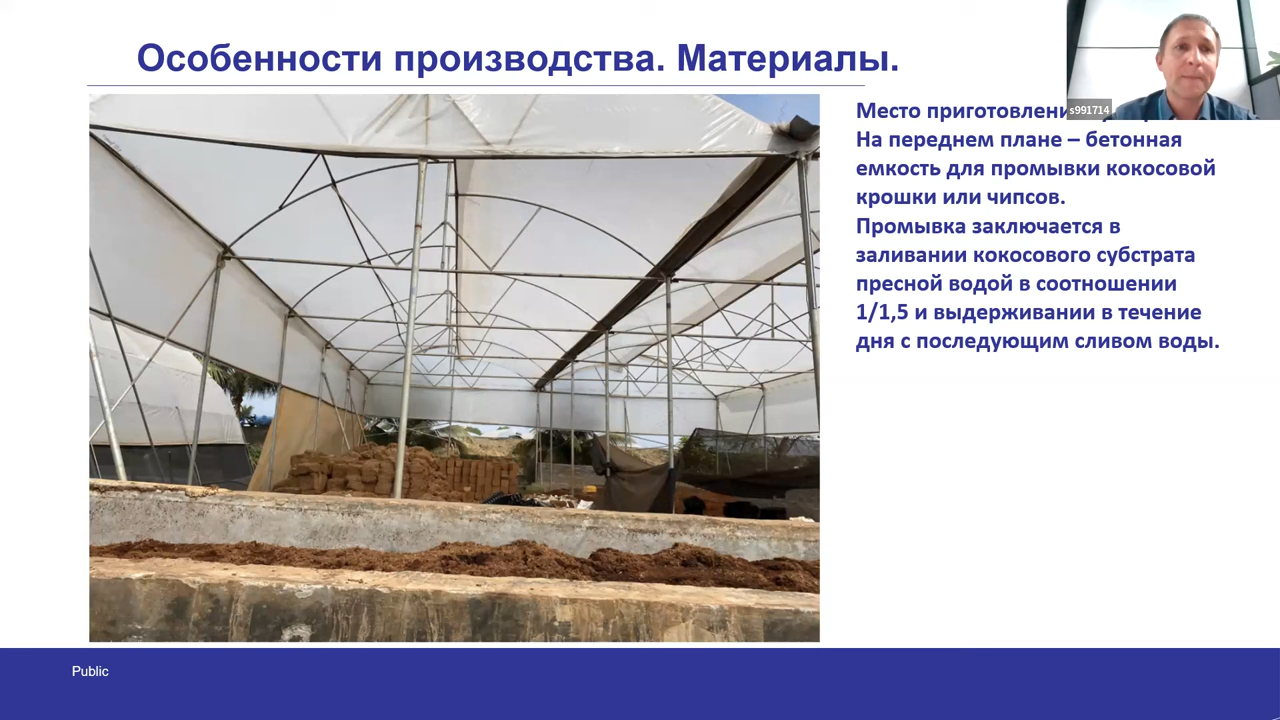 Особенности производства. Материалы.
s991714
Место
На переднем плане – бетонная
емкость для промывки кокосовой
крошки или чипсов.
Промывка заключается в
заливании кокосового субстрата
пресной водой в соотношении
1/1,5 и выдерживании в течение
дня с последующим сливом воды.
Public